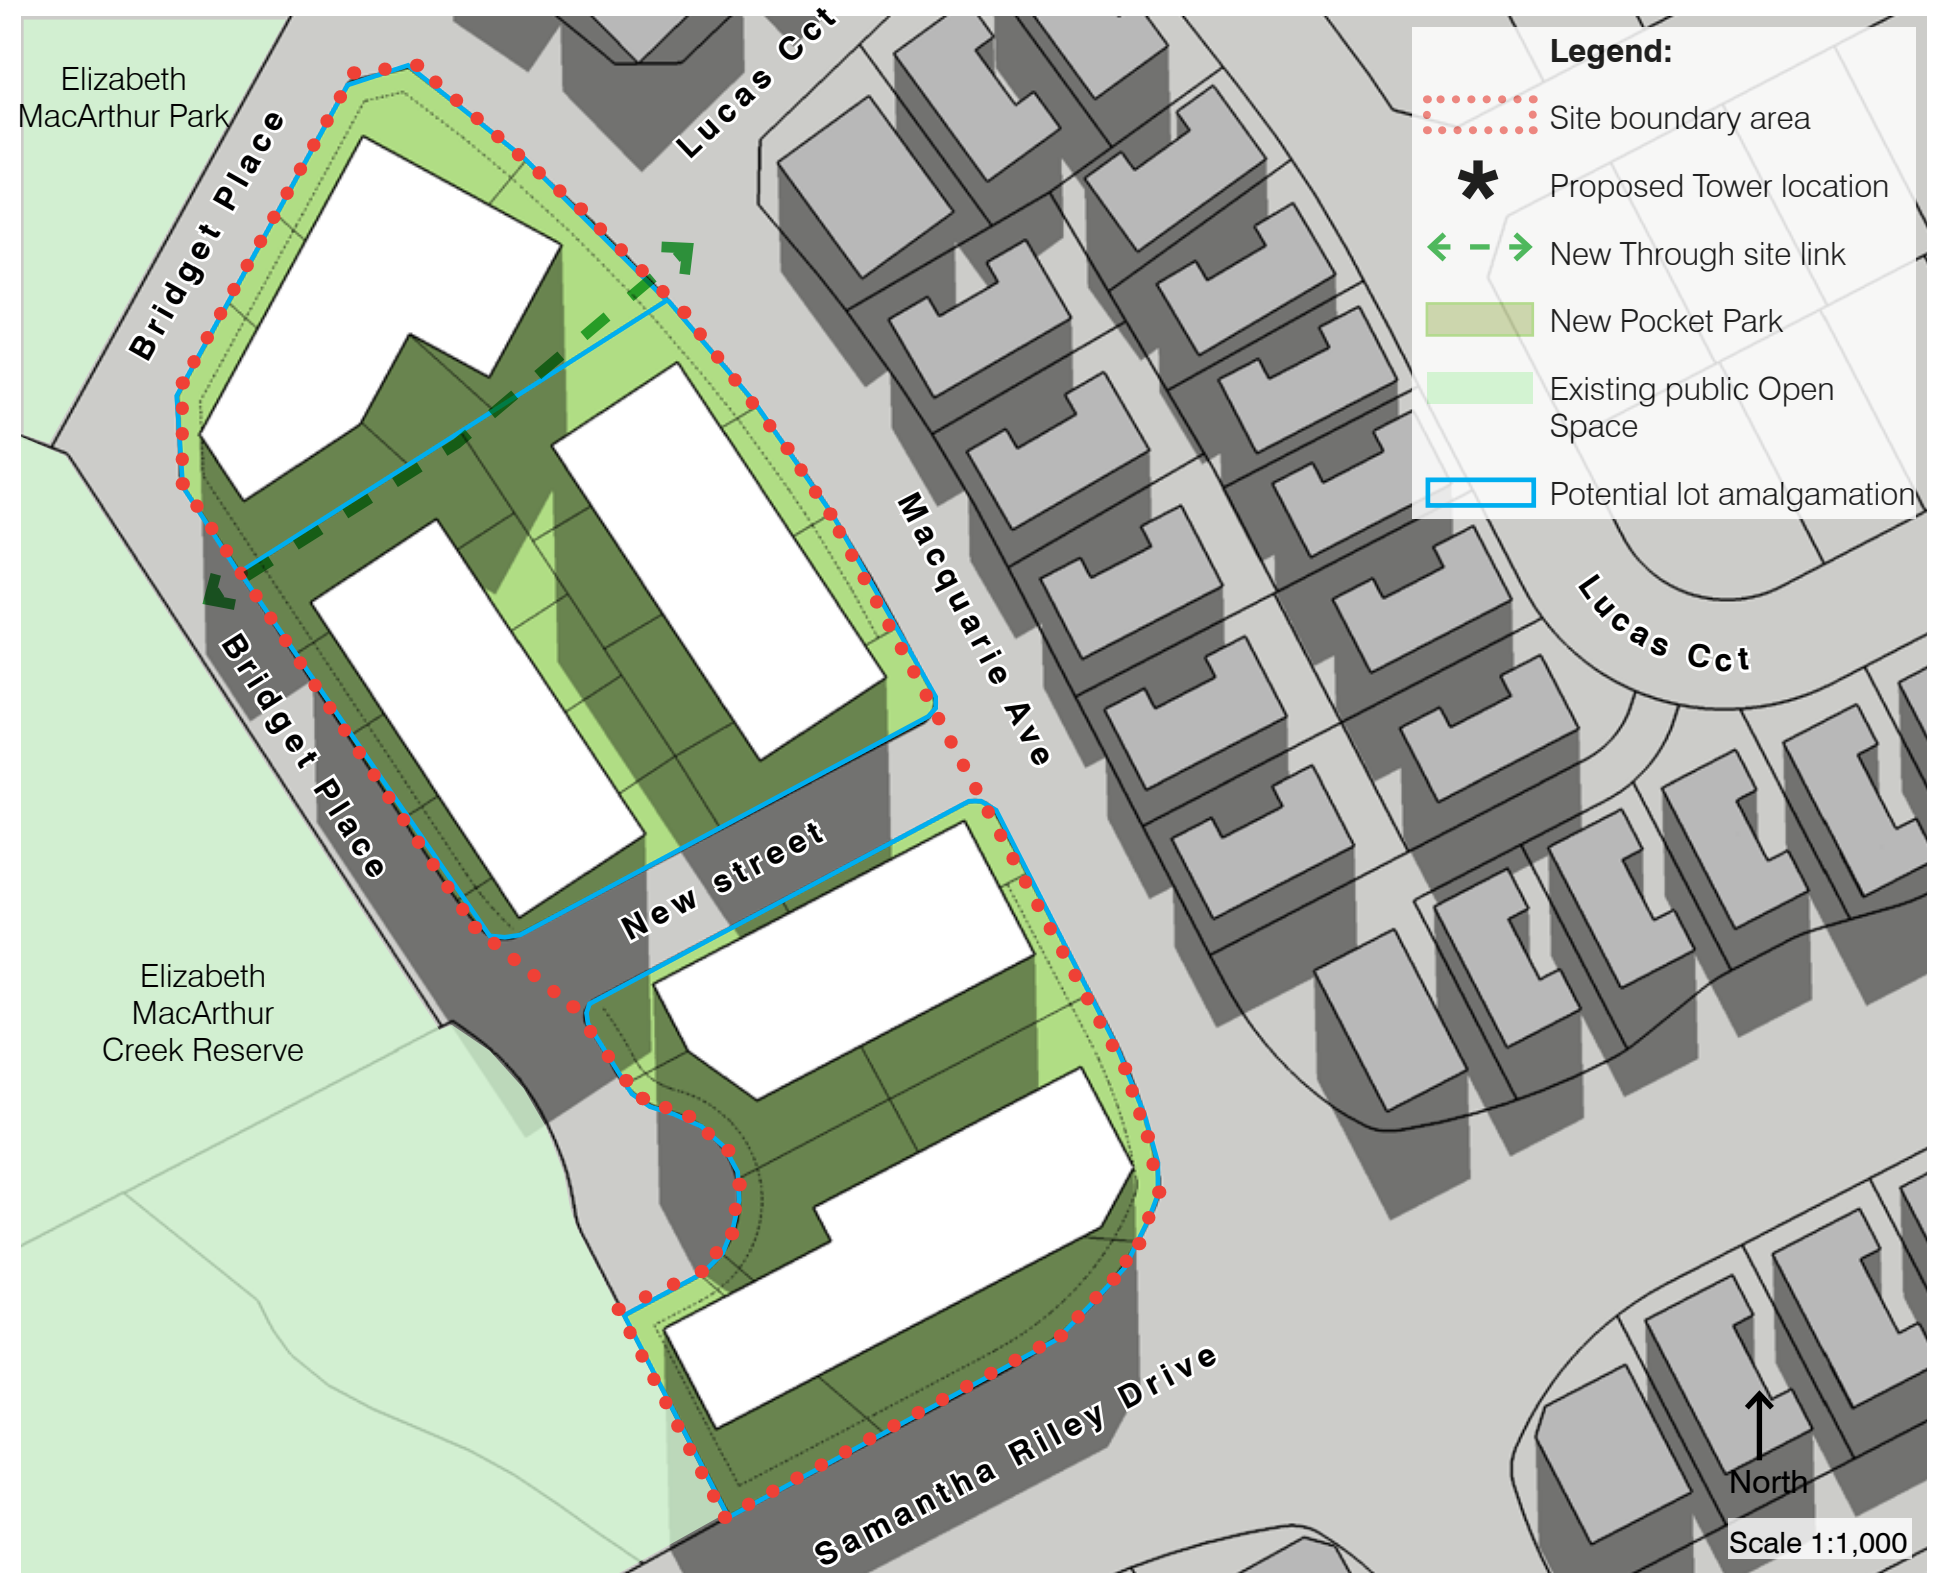 Elizabeth
MacArthur Park
Bridget Place
Lucas Cct
Legend:
Site boundary area
* Proposed Tower location
New Through site link
New Pocket Park
Existing public Open
Space
Potential lot amalgamation
Macquarie Ave
Lucas Cct
Bridget Place
New street
Elizabeth
MacArthur
Creek Reserve
Samantha Riley Drive
North
Scale 1:1,000